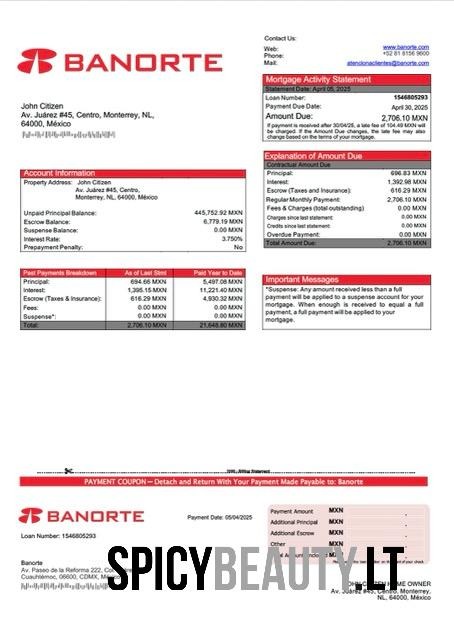 Contact Us:
BANORTE
Web: www.banorte.com
Phone: +52 81 8156 9600
Mail: atencionaclientes@banorte.com
Mortgage Activity Statement
Statement Date: April 05, 2025
Loan Number: 1546805293
Payment Due Date: April 30, 2025
Amount Due: 2,706.10 MXN
If payment is received after 30/04/25, a late fee of 104.49 MXN will
be charged. If the Amount Due changes, the late fee may also
change based on the terms of your mortgage.
John Citizen
Av. Juárez #45, Centro, Monterrey, NL,
64000, México
Explanation of Amount Due
Contractual Amount Due
Principal: 696.83 MXN
Interest: 1,392.98 MXN
Escrow (Taxes and Insurance): 616.29 MXN
Regular Monthly Payment: 2,706.10 MXN
Fees & Charges (total outstanding) 0.00 MXN
Charges since last statement: 0.00 MXN
Credits since last statement: 0.00 MXN
Overdue Payment: 0.00 MXN
Total Amount Due: 2,706.10 MXN
Account Information
Property Address: John Citizen
Av. Juárez #45, Centro,
Monterrey, NL, 64000, México
Unpaid Principal Balance: 445,752.92 MXN
Escrow Balance: 6,779.19 MXN
Suspense Balance: 0.00 MXN
Interest Rate: 3.750%
Prepayment Penalty: No
Past Payments Breakdown As of Last Stmt Paid Year to Date
Principal: 694.66 MXN 5,497.08 MXN
Interest: 1,395.15 MXN 11,221.40 MXN
Escrow (Taxes & Insurance): 616.29 MXN 4,930.32 MXN
Fees: 0.00 MXN 0.00 MXN
Suspense*: 0.00 MXN 0.00 MXN
Total: 2,706.10 MXN 21,648.80 MXN
Important Messages
*Suspense: Any amount received less than a full
payment will be applied to a suspense account for your
mortgage. When enough is received to equal a full
payment, a full payment will be applied to your
mortgage.
PAYMENT COUPON – Detach and Return With Your Payment Made Payable to: Banorte
BANORTE
Payment Date: 05/04/2025
Loan Number: 1546805293
Payment Amount MXN .
Additional Principal MXN .
Additional Escrow MXN .
Other MXN .
Banorte
Av. Paseo de la Reforma 222,
Cuauhtémoc, 06600, CDMX,
SPICYBEAUTY.LT
HOME OWNER
Av. Juárez #45, Centro, Monterrey,
NL, 64000, México